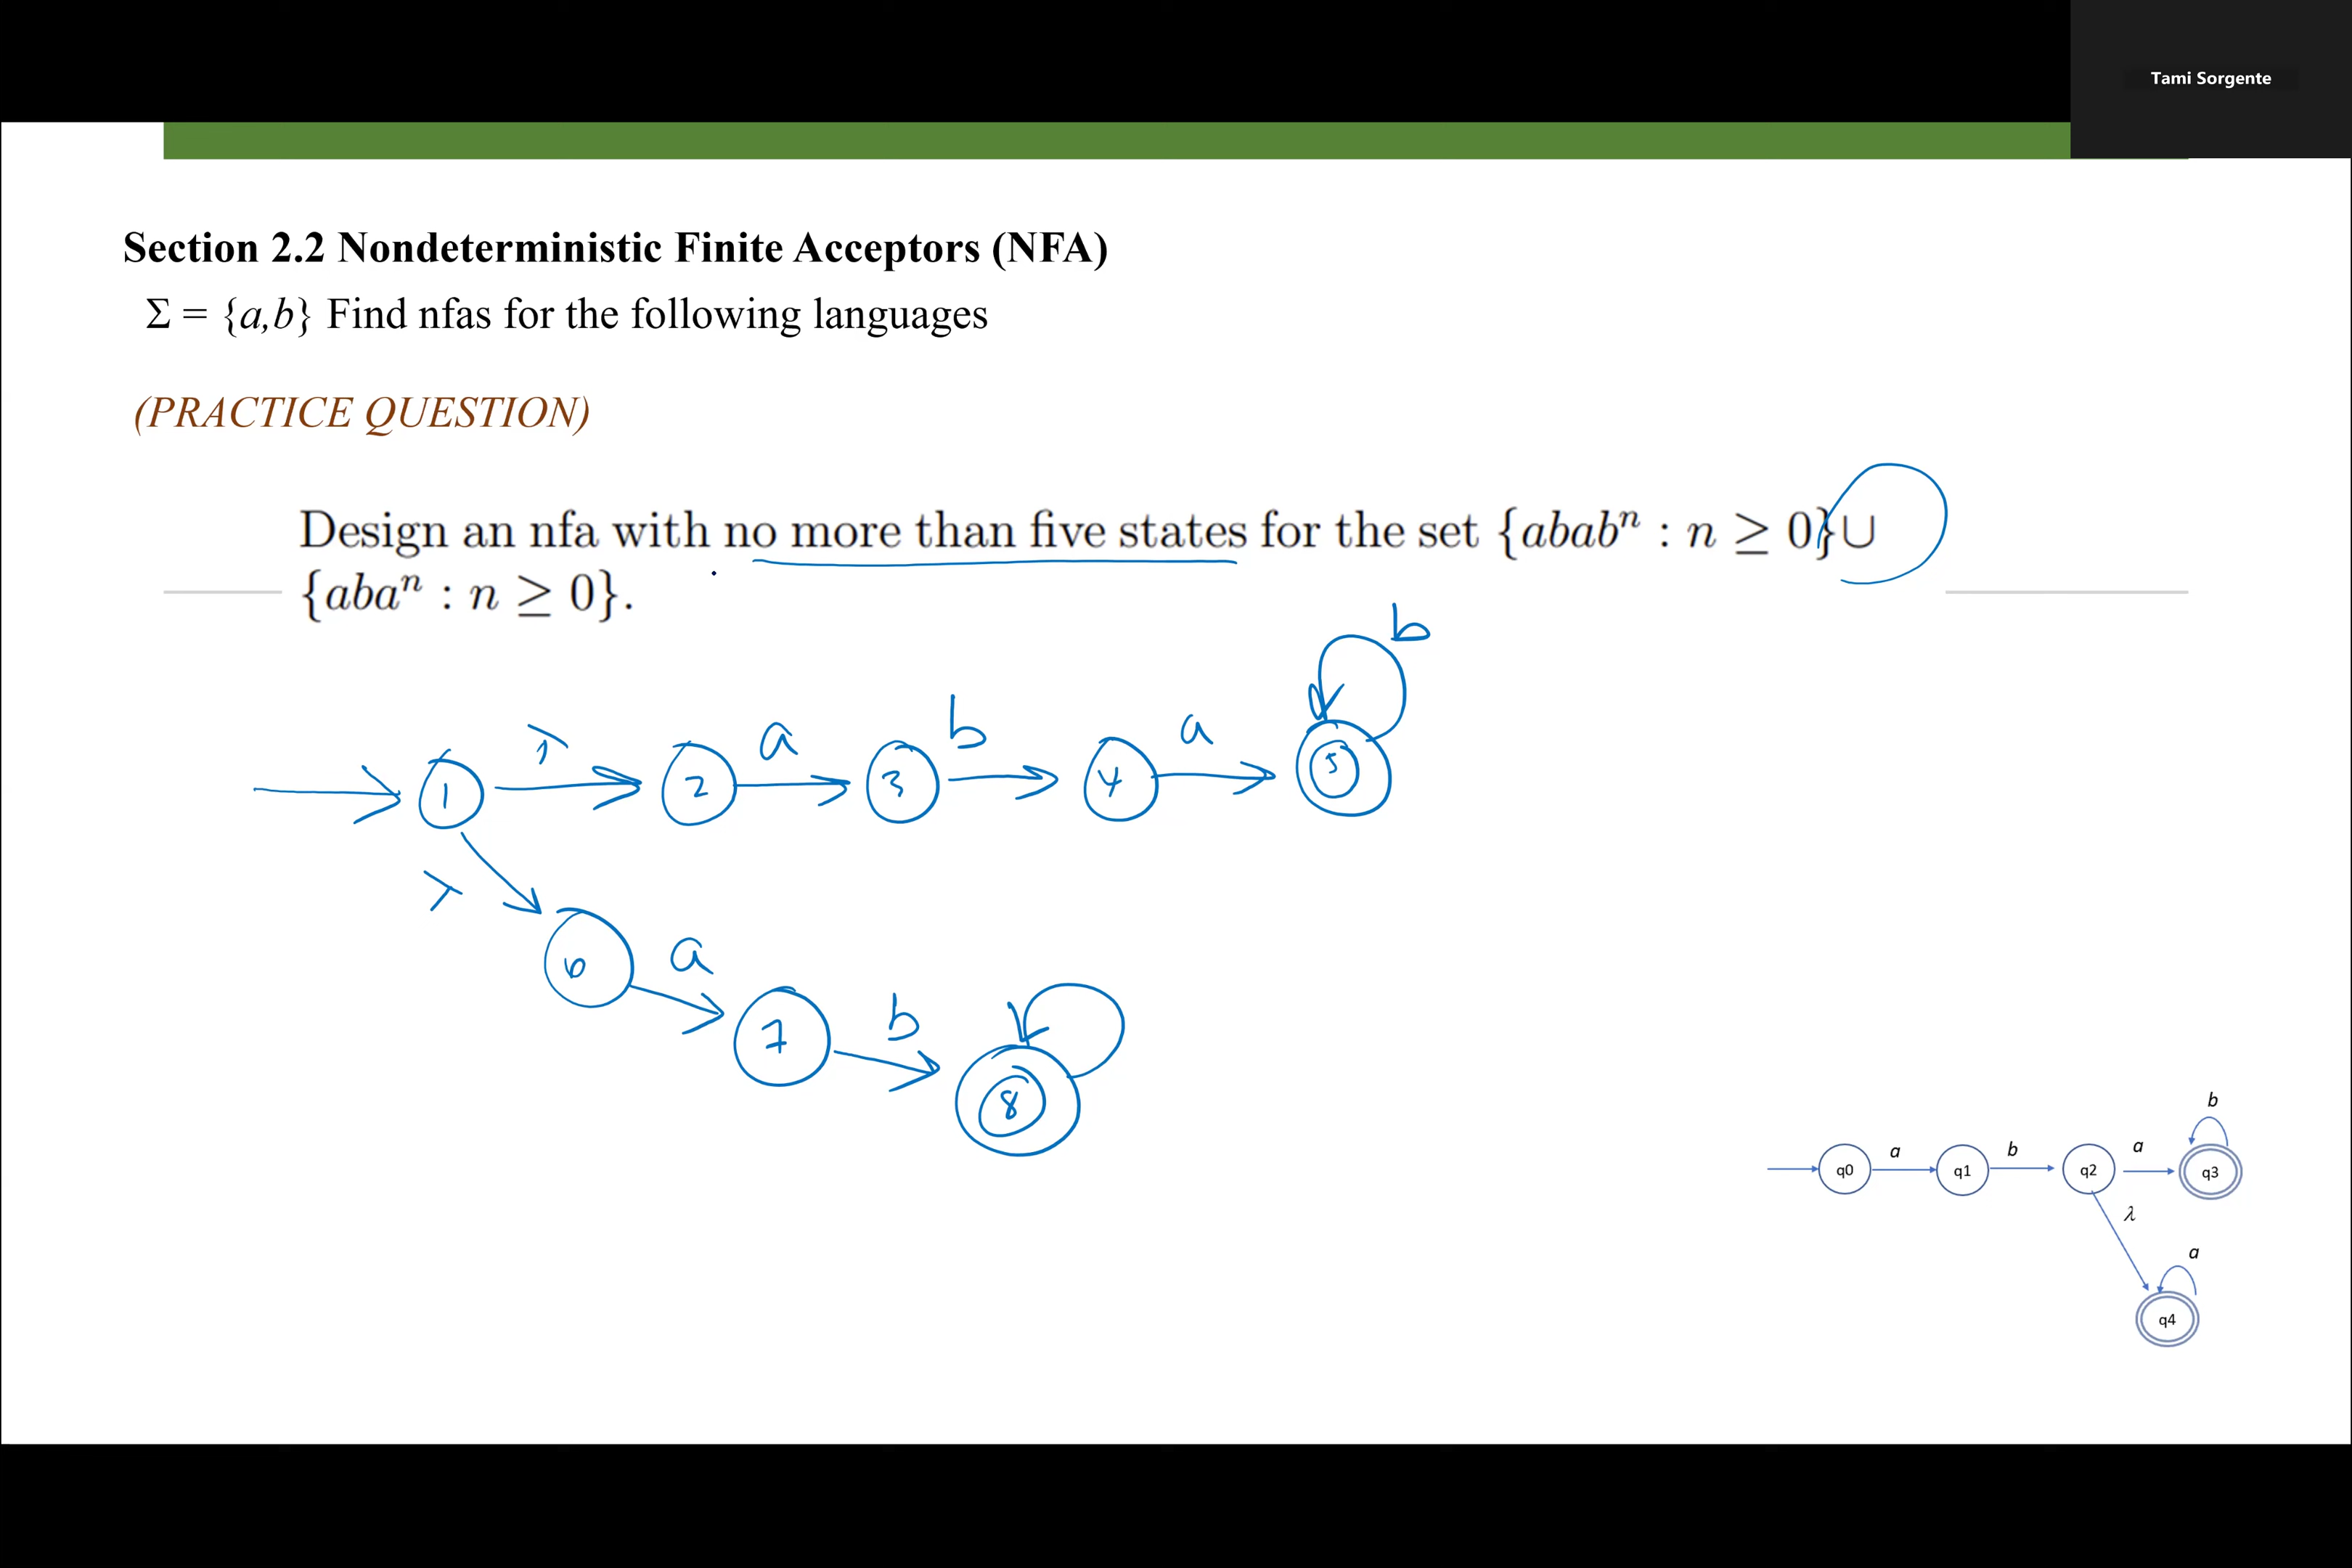 Tami Sorgente
Section 2.2 Nondeterministic Finite Acceptors (NFA)
Σ = {a,b} Find nfas for the following languages
(PRACTICE QUESTION)
Design an nfa with no more than five states for the set {ababⁿ : n ≥ 0}∪
{abaⁿ : n ≥ 0}.
b
λ a b a
1 2 3 4 5
λ
6 a
7 b
8
b
a b a
q0 q1 q2 q3
λ
a
q4